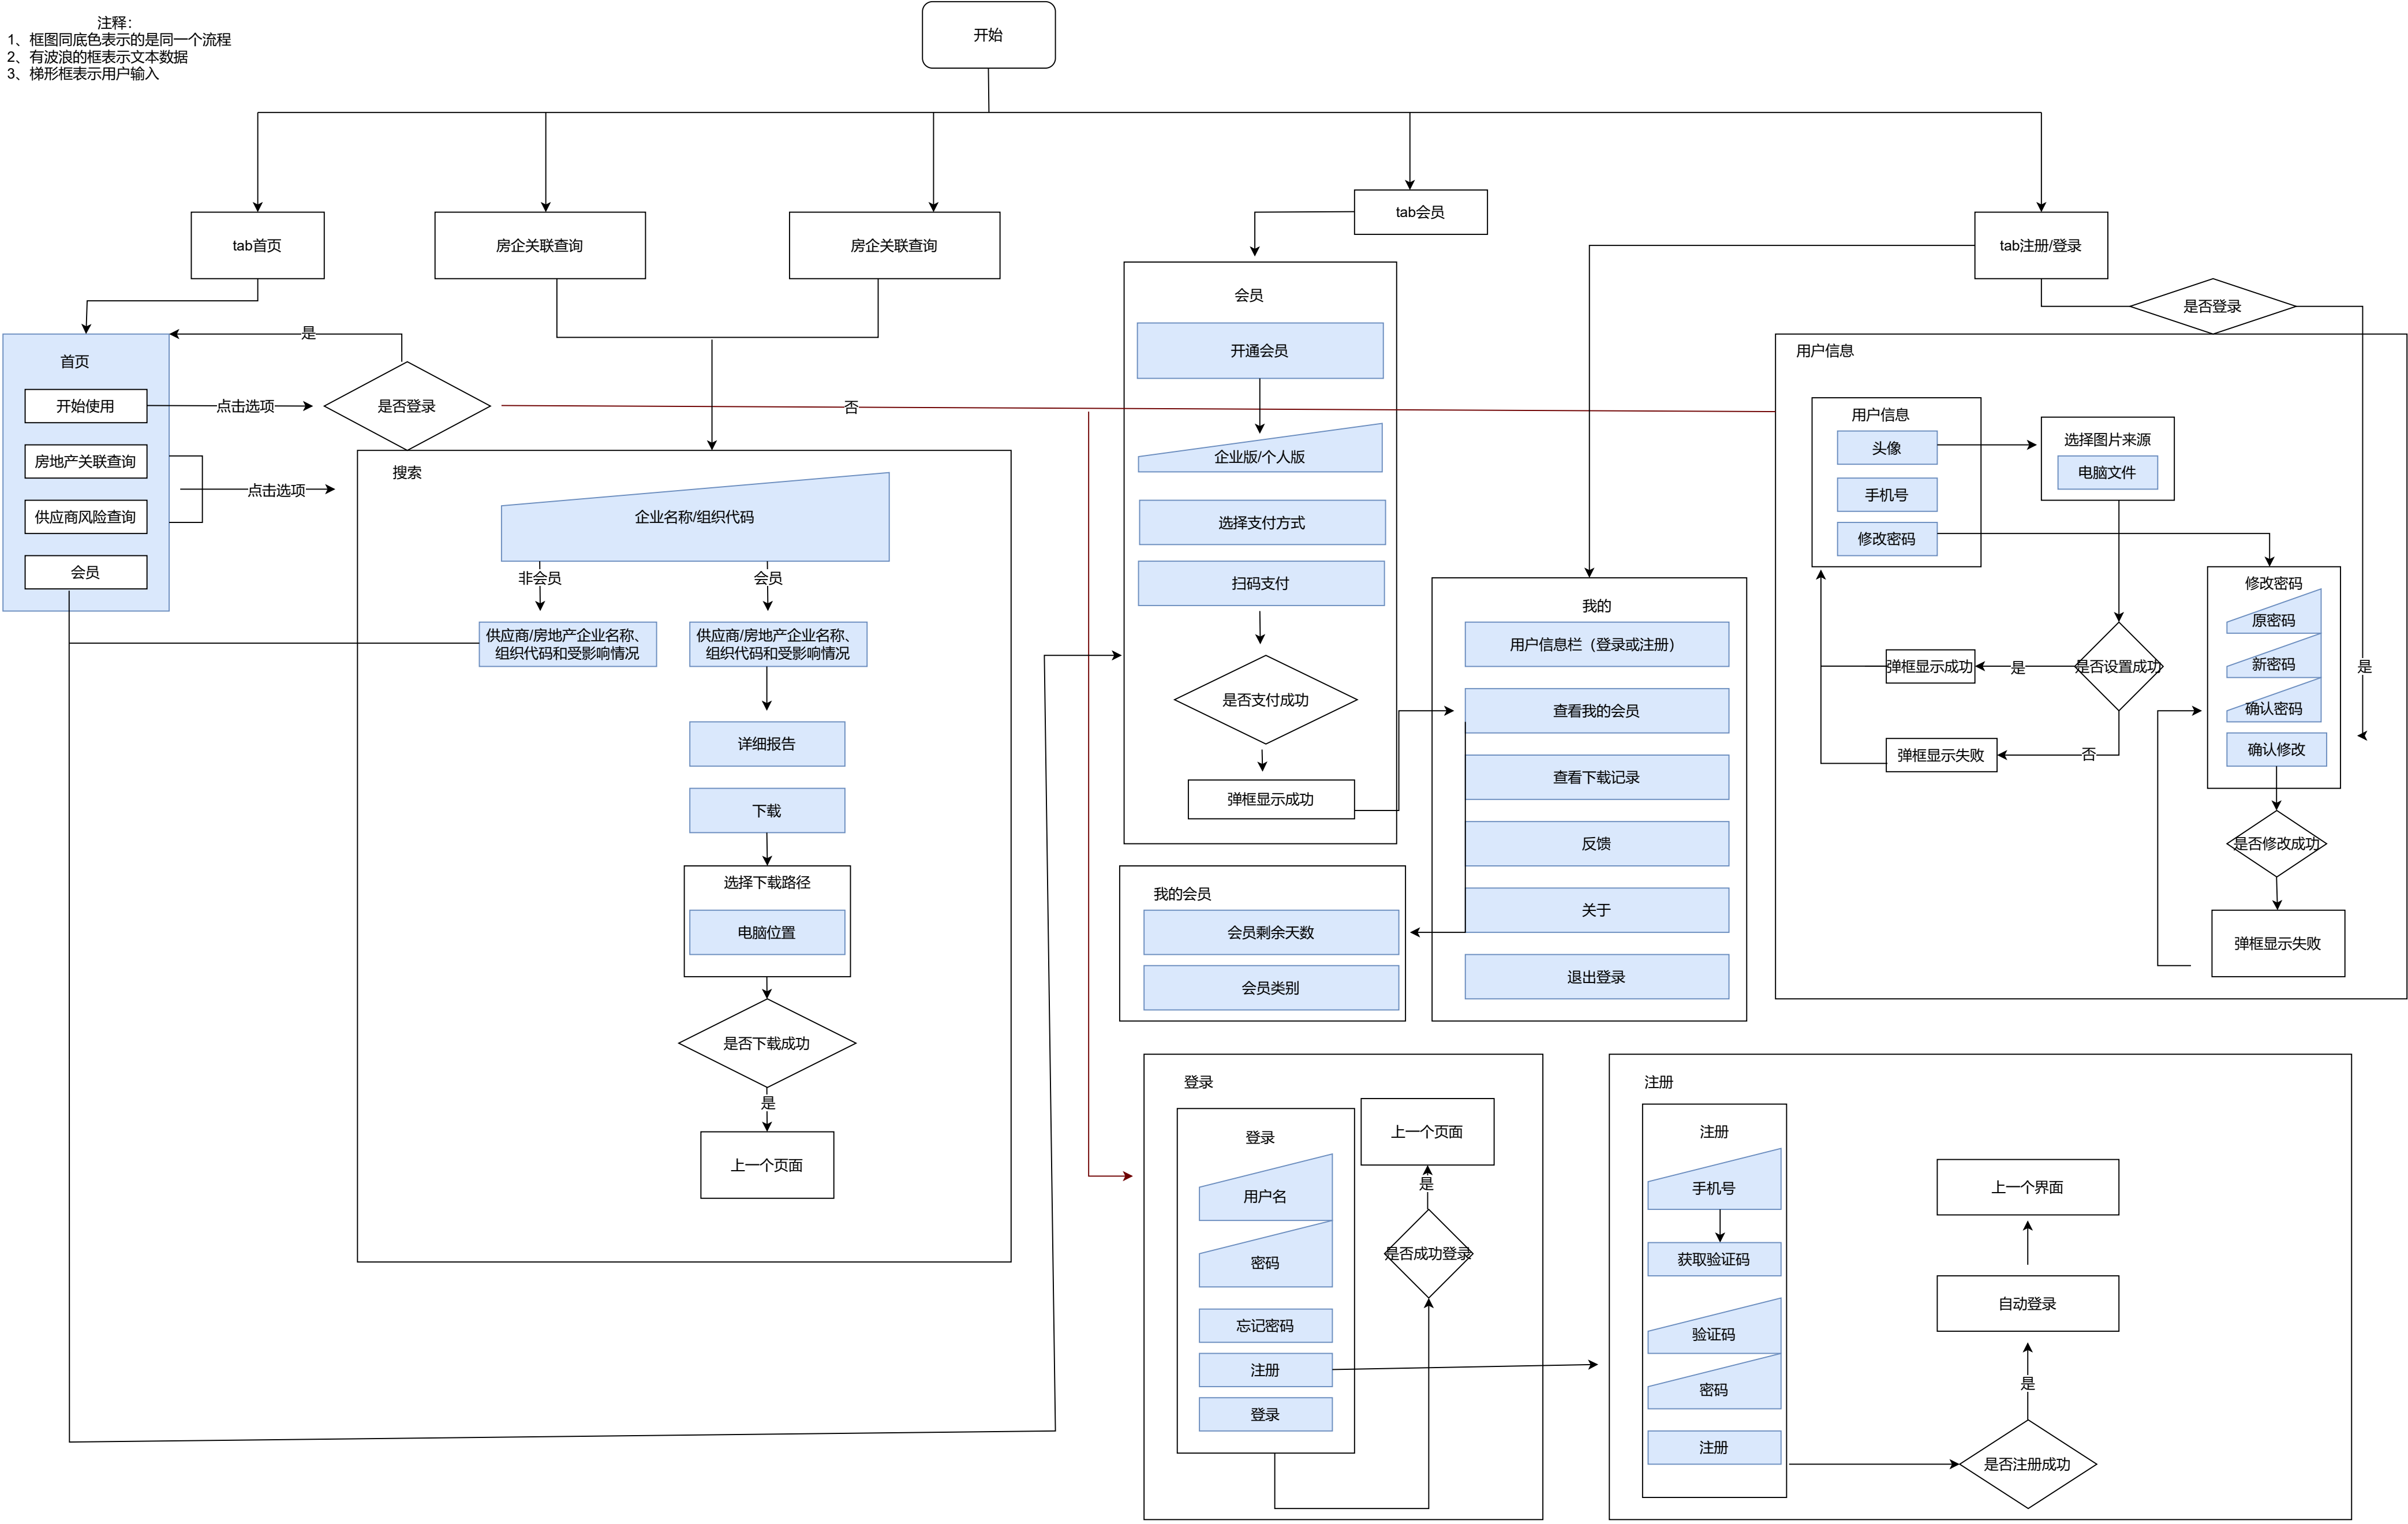 注释：
1、框图同底色表示的是同一个流程
2、有波浪的框表示文本数据
3、梯形框表示用户输入
开始
tab首页
房企关联查询
房企关联查询
tab会员
tab注册/登录
是否登录
首页
开始使用
房地产关联查询
供应商风险查询
会员
是
点击选项
点击选项
是否登录
否
搜索
企业名称/组织代码
非会员
会员
供应商/房地产企业名称、
组织代码和受影响情况
供应商/房地产企业名称、
组织代码和受影响情况
详细报告
下载
选择下载路径
电脑位置
是否下载成功
是
上一个页面
会员
开通会员
企业版/个人版
选择支付方式
扫码支付
是否支付成功
弹框显示成功
我的会员
会员剩余天数
会员类别
我的
用户信息栏（登录或注册）
查看我的会员
查看下载记录
反馈
关于
退出登录
用户信息
用户信息
头像
手机号
修改密码
选择图片来源
电脑文件
弹框显示成功
是
是否设置成功
弹框显示失败
否
修改密码
原密码
新密码
确认密码
确认修改
是
是否修改成功
弹框显示失败
登录
登录
用户名
密码
忘记密码
注册
登录
上一个页面
是
是否成功登录
注册
注册
手机号
获取验证码
验证码
密码
注册
上一个界面
自动登录
是
是否注册成功